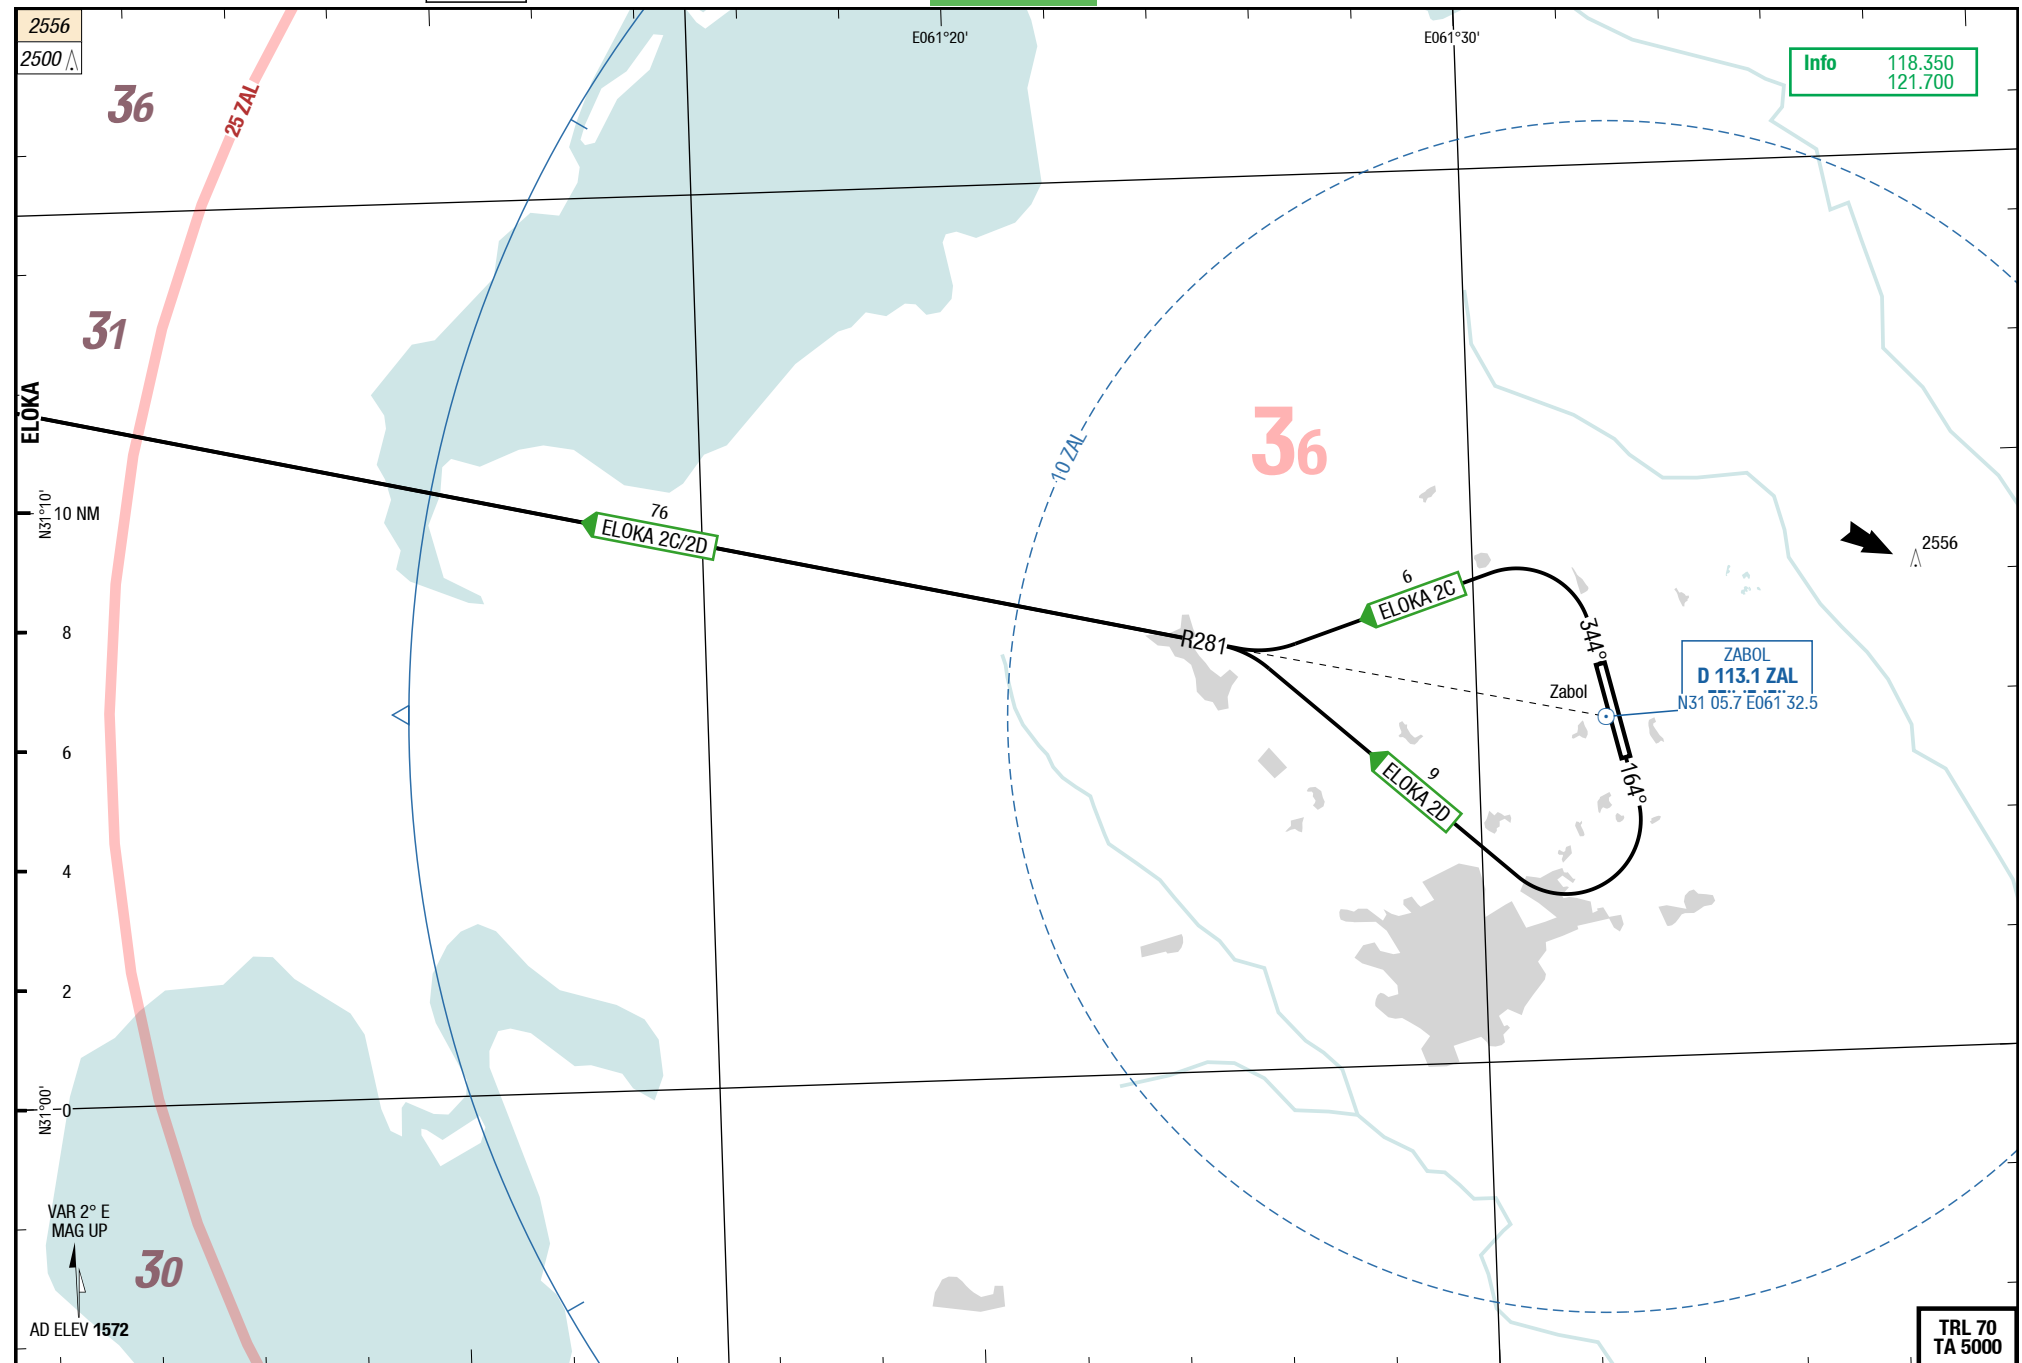 2556
2500
E061°20'
E061°30'
Info 118.350
121.700
36
25 ZAL
31
ELOKA
10 ZAL
36
N31°10'
10 NM
76
ELOKA 2C/2D
2556
6
ELOKA 2C
344°
8
R281
ZABOL
D 113.1 ZAL
N31 05.7 E061 32.5
Zabol
6
9
ELOKA 2D
164°
4
2
N31°00'
0
VAR 2° E
MAG UP
30
AD ELEV 1572
TRL 70
TA 5000